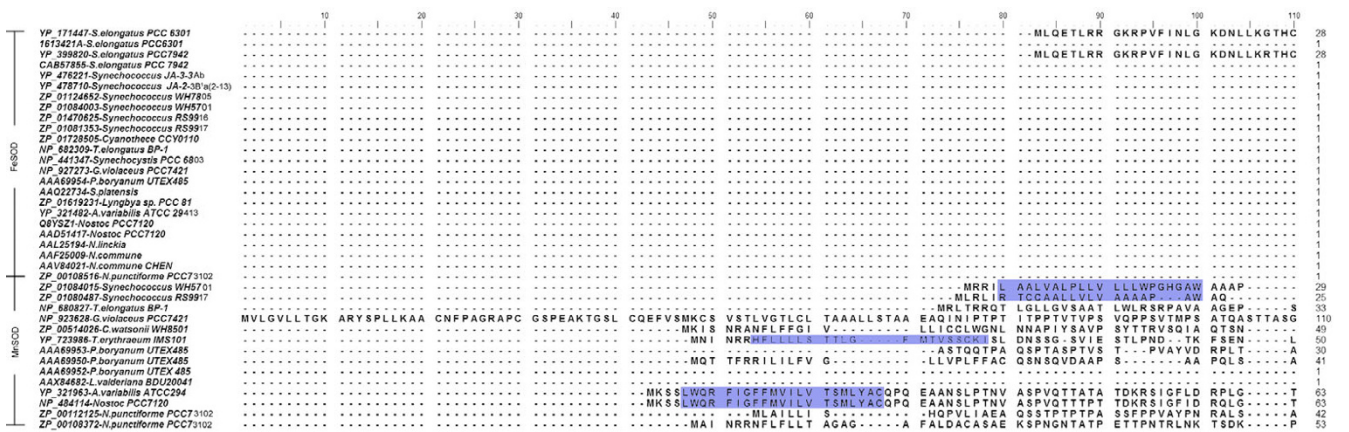 10 20 30 40 50 60 70 80 90 100 110
YP_171447-S.elongatus PCC 6301 MLQETLRR GKRPVFINLG KDNLLKGTHC 28
1613421A-S.elongatus PCC6301 1
YP_399820-S.elongatus PCC7942 MLQETLRR GKRPVFINLG KDNLLKRTHC 28
CAB57855-S.elongatus PCC 7942 1
YP_476221-Synechococcus JA-3-3Ab 1
YP_478710-Synechococcus JA-2-3B'a(2-13) 1
ZP_01124652-Synechococcus WH7805 1
ZP_01084003-Synechococcus WH5701 1
ZP_01470625-Synechococcus RS9916 1
ZP_01081353-Synechococcus RS9917 1
ZP_01728505-Cyanothece CCY0110 1
NP_682309-T.elongatus BP-1 1
NP_441347-Synechocystis PCC 6803 1
NP_927273-G.violaceus PCC7421 1
AAA69954-P.boryanum UTEX485 1
AAQ22734-S.platensis 1
ZP_01619231-Lyngbya sp. PCC 81 1
YP_321482-A.variabilis ATCC 29413 1
Q8YSZ1-Nostoc PCC7120 1
AAD51417-Nostoc PCC7120 1
AAL25194-N.linckia 1
AAF25009-N.commune 1
AAV84021-N.commune CHEN 1
ZP_00108516-N.punctiforme PCC73102 1
FeSOD
ZP_01084015-Synechococcus WH5701 MRRIL AALVALPLLV LLLWPGHGAW AAAP 29
ZP_01080487-Synechococcus RS9917 MLRLI RTCCAALLVLV AAAAP AW AQ 25
NP_680827-T.elongatus BP-1 MRLTRRQT LGLLGVSAAT LWLRSRPAVA AGEP S 33
NP_923628-G.violaceus PCC7421 MVLGVLLTGK ARYSPLLKAA CNFPAGRAPC GSPEAKTGSL CQEFVSMKCS VSTLVGTLCL TAAALLSTAA EAQINIPTPT ITPPTVTVPS VQPPSVTMPS ATQASTTASG 110
ZP_00514026-C.watsonii WH8501 MKIS NRANFLFFGI V LLICCLWGNL NNAPIYSAVP SYTTRVSQIA QTSN 49
YP_723986-T.erythraeum IMS101 MNI NRRHFLLLLS TTLG F MTVSSCKISL DNSSG-SVIE STLPND TK FSEN L 50
AAA69953-P.boryanum UTEX485 ASTQQTPA QSPTASPTVS T PVAYVD RPLT 30
AAA69950-P.boryanum UTEX485 MQT TFRRILILFV G LLVPLFFAC QSNSQVDAAP S 41
AAA69952-P.boryanum UTEX 485 1
AAX84682-L.valderiana BDU20041 1
YP_321963-A.variabilis ATCC294 MKSSLWQR FIGFFMVILV TSMLYACQPQ EAANSLPTNV ASPVQTTATA TDKRSIGFLD RPLG T 63
NP_484114-Nostoc PCC7120 MKSSLWQR FIGFFMVILV TSMLYACQPQ EAANSLPTNV ASPVQTTPTA TDKRSIGFID RQLG T 63
ZP_00112125-N.punctiforme PCC73102 MLAILLI S HQPVLIAEA QSSTPTPTPA SSFPPVAYPN RALS A 42
ZP_00108372-N.punctiforme PCC73102 MAI NRRNFLFLLT AGAG A FALDACASAE KSPNGNTATP ETTPNTRLNK TSDK P 53
MnSOD